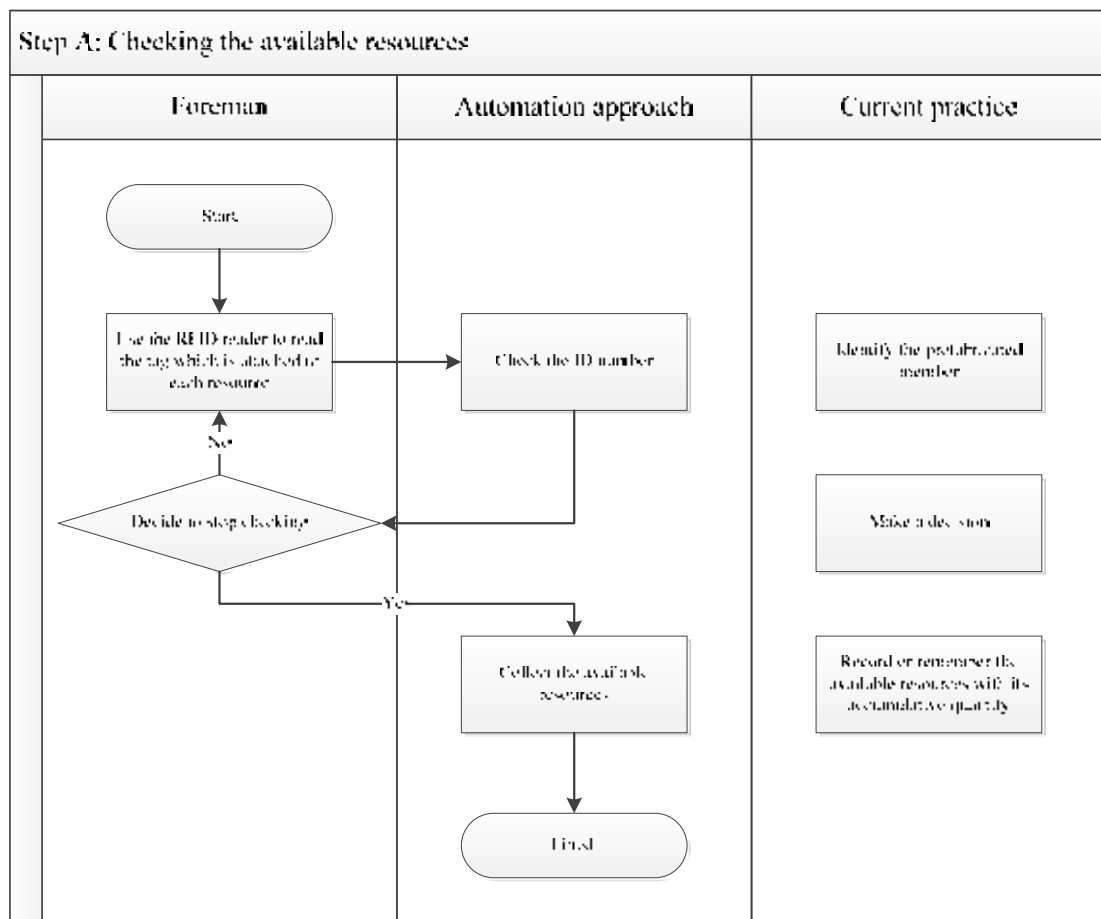 Step A: Checking the available resources
Foreman
Automation approach
Current practice
Start
Use the RFID reader to read
the tag which is attached to
each resource
Check the ID number
Identify the prefabricated
member
No
Decide to stop checking
Make a decision
Yes
Collect the available
resources
Record or remember the
available resources with its
accumulative quantity
Finish